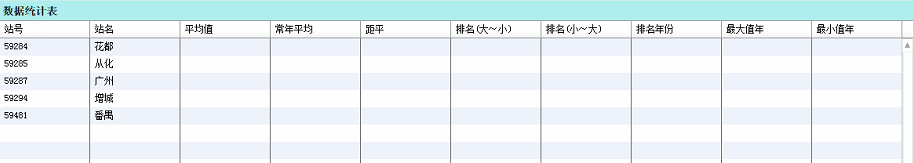 数据统计表
站号 站名 平均值 常年平均 距平 排名(大～小) 排名(小～大) 排名年份 最大值年 最小值年
59284 花都
59285 从化
59287 广州
59294 增城
59481 番禺